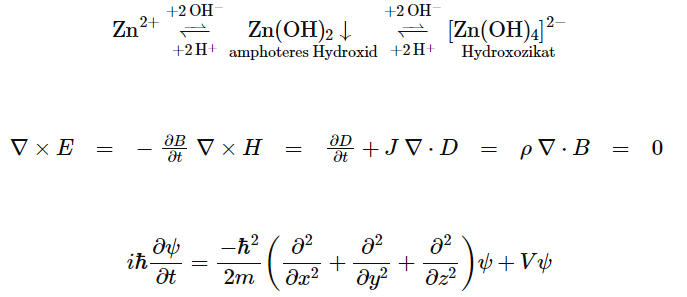 Zn²⁺ ⇌ (+2 OH⁻ / +2 H+) Zn(OH)₂ ↓ ⇌ (+2 OH⁻ / +2 H+) [Zn(OH)₄]²⁻
amphoteres Hydroxid Hydroxozikat
∇ × E = − ∂B/∂t ∇ × H = ∂D/∂t + J ∇ · D = ρ ∇ · B = 0
iħ ∂ψ/∂t = −ħ²/2m ( ∂²/∂x² + ∂²/∂y² + ∂²/∂z² ) ψ + Vψ